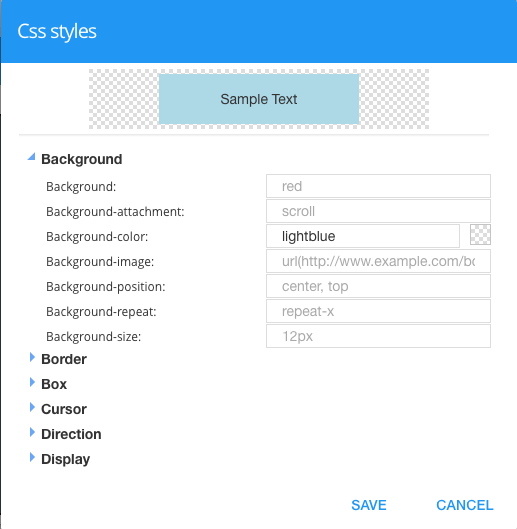 Css styles
Sample Text
Background
Background: red
Background-attachment: scroll
Background-color: lightblue
Background-image: url(http://www.example.com/bc
Background-position: center, top
Background-repeat: repeat-x
Background-size: 12px
Border
Box
Cursor
Direction
Display
SAVE CANCEL